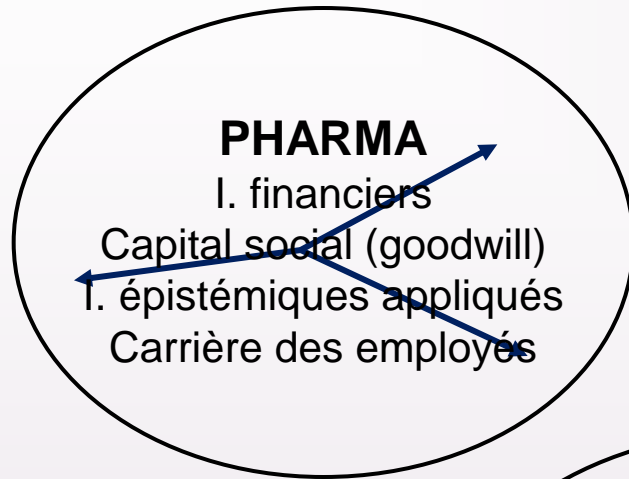 PHARMA
I. financiers
Capital social (goodwill)
I. épistémiques appliqués
Carrière des employés